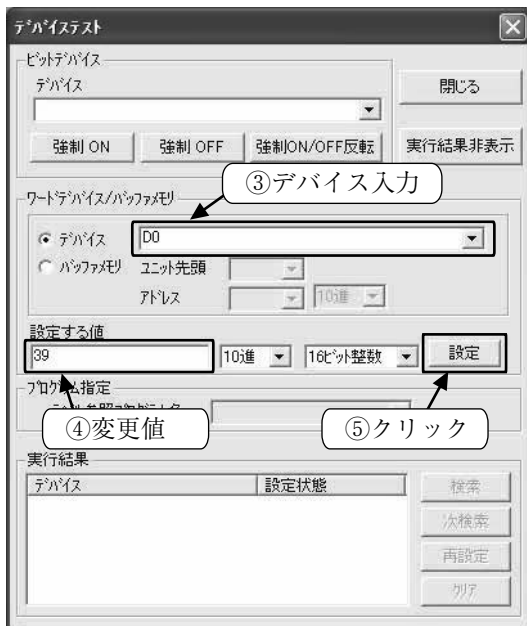 ﾃﾞﾊﾞｲｽﾃｽﾄ
ﾋﾞｯﾄﾃﾞﾊﾞｲｽ
ﾃﾞﾊﾞｲｽ
閉じる
強制 ON 強制 OFF 強制ON/OFF反転 実行結果非表示
③デバイス入力
ﾜｰﾄﾞﾃﾞﾊﾞｲｽ/ﾊﾞｯﾌｧﾒﾓﾘ
ﾃﾞﾊﾞｲｽ D0
ﾊﾞｯﾌｧﾒﾓﾘ ﾕﾆｯﾄ先頭
ｱﾄﾞﾚｽ 10進
設定する値
39 10進 16ﾋﾞｯﾄ整数 設定
ﾌﾟﾛｸﾞﾗﾑ指定
④変更値 ⑤クリック
実行結果
ﾃﾞﾊﾞｲｽ 設定状態 検索
次検索
再設定
ｸﾘｱ